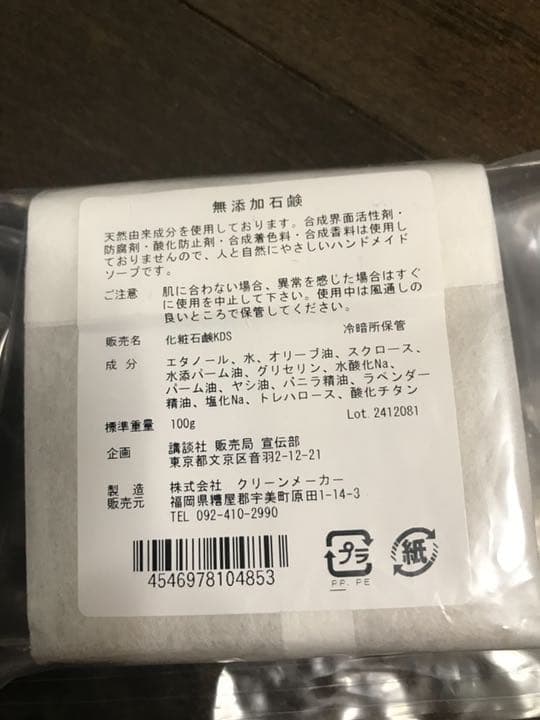 無添加石鹸
天然由来成分を使用しております。合成界面活性剤・
防腐剤・酸化防止剤・合成着色料・合成香料は使用し
ておりませんので、人と自然にやさしいハンドメイド
ソープです。
ご注意 肌に合わない場合、異常を感じた場合はすぐ
に使用を中止して下さい。使用中は風通しの
良いところで保管してください。
販売名 化粧石鹸KDS 冷暗所保管
成分 エタノール、水、オリーブ油、スクロース、
水添パーム油、グリセリン、水酸化Na、
パーム油、ヤシ油、バニラ精油、ラベンダー
精油、塩化Na、トレハロース、酸化チタン
標準重量 100g Lot. 2412081
企画 講談社 販売局 宣伝部
東京都文京区音羽2-12-21
製造 株式会社 クリーンメーカー
販売元 福岡県糟屋郡宇美町原田1-14-3
TEL 092-410-2990
4546978104853
プラ
PP. PE
紙